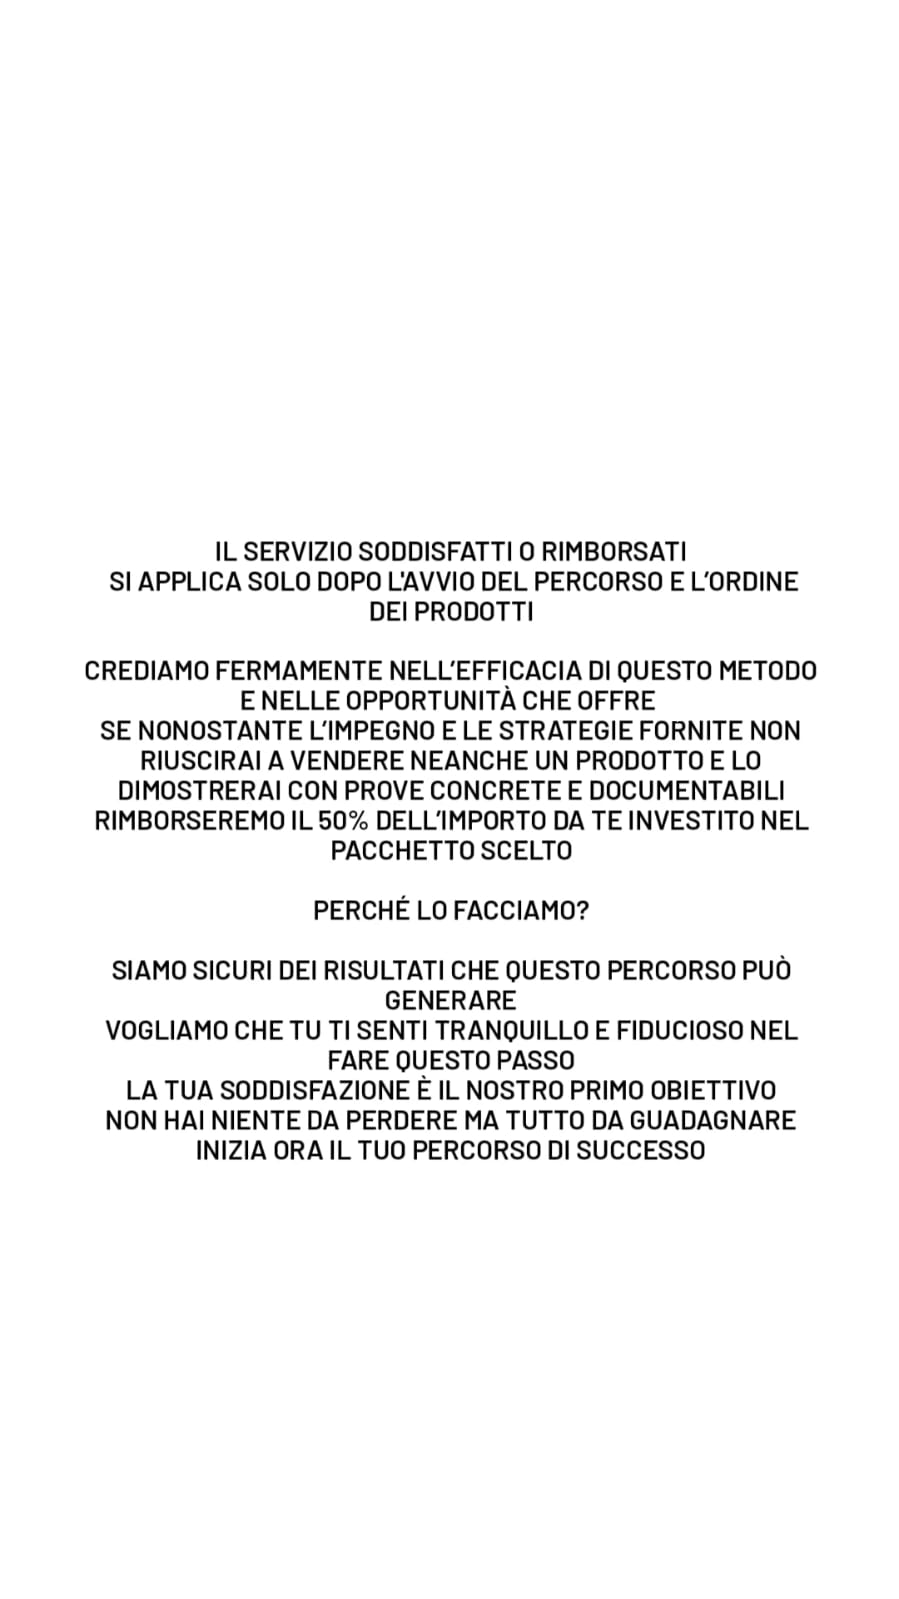 IL SERVIZIO SODDISFATTI O RIMBORSATI
SI APPLICA SOLO DOPO L'AVVIO DEL PERCORSO E L’ORDINE
DEI PRODOTTI
CREDIAMO FERMAMENTE NELL’EFFICACIA DI QUESTO METODO
E NELLE OPPORTUNITÀ CHE OFFRE
SE NONOSTANTE L’IMPEGNO E LE STRATEGIE FORNITE NON
RIUSCIRAI A VENDERE NEANCHE UN PRODOTTO E LO
DIMOSTRERAI CON PROVE CONCRETE E DOCUMENTABILI
RIMBORSEREMO IL 50% DELL’IMPORTO DA TE INVESTITO NEL
PACCHETTO SCELTO
PERCHÉ LO FACCIAMO?
SIAMO SICURI DEI RISULTATI CHE QUESTO PERCORSO PUÒ
GENERARE
VOGLIAMO CHE TU TI SENTI TRANQUILLO E FIDUCIOSO NEL
FARE QUESTO PASSO
LA TUA SODDISFAZIONE È IL NOSTRO PRIMO OBIETTIVO
NON HAI NIENTE DA PERDERE MA TUTTO DA GUADAGNARE
INIZIA ORA IL TUO PERCORSO DI SUCCESSO